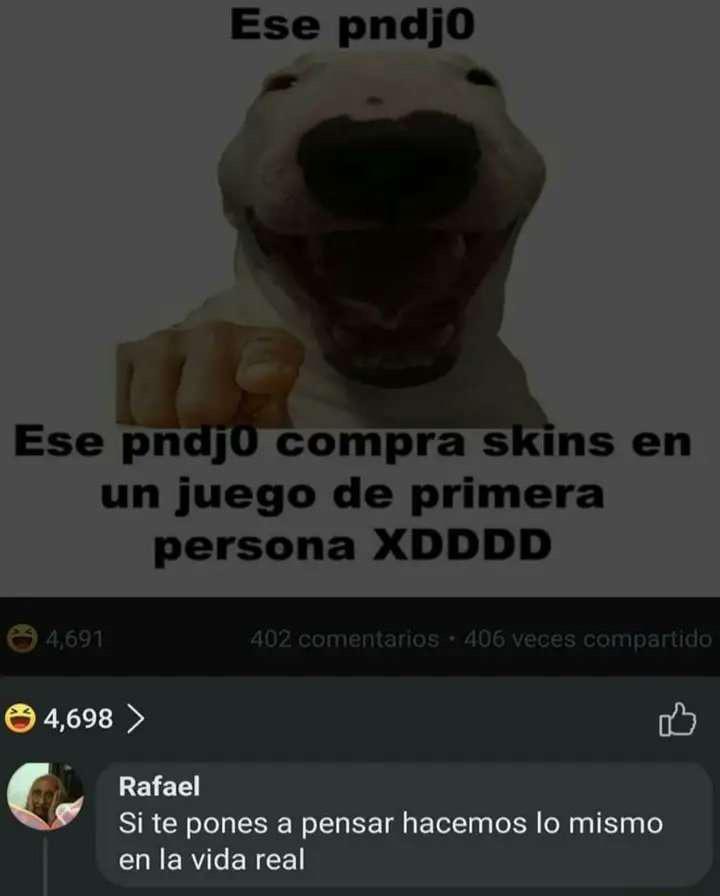 Ese pndj0
Ese pndj0 compra skins en
un juego de primera
persona XDDDD
4,691
402 comentarios • 406 veces compartido
4,698
Rafael
Si te pones a pensar hacemos lo mismo
en la vida real